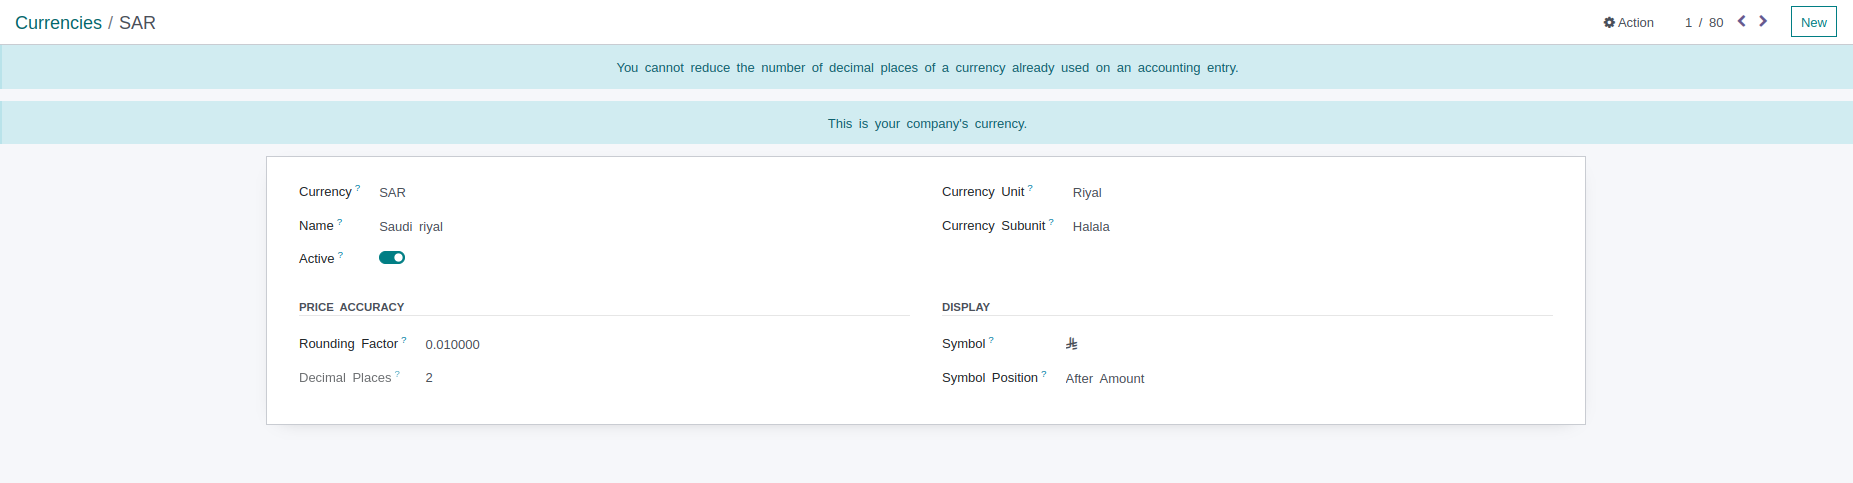 Currencies / SAR
Action 1 / 80 New
You cannot reduce the number of decimal places of a currency already used on an accounting entry.
This is your company's currency.
Currency ? SAR
Name ? Saudi riyal
Active ?
Currency Unit ? Riyal
Currency Subunit ? Halala
PRICE ACCURACY
Rounding Factor ? 0.010000
Decimal Places ? 2
DISPLAY
Symbol ? ⃁
Symbol Position ? After Amount